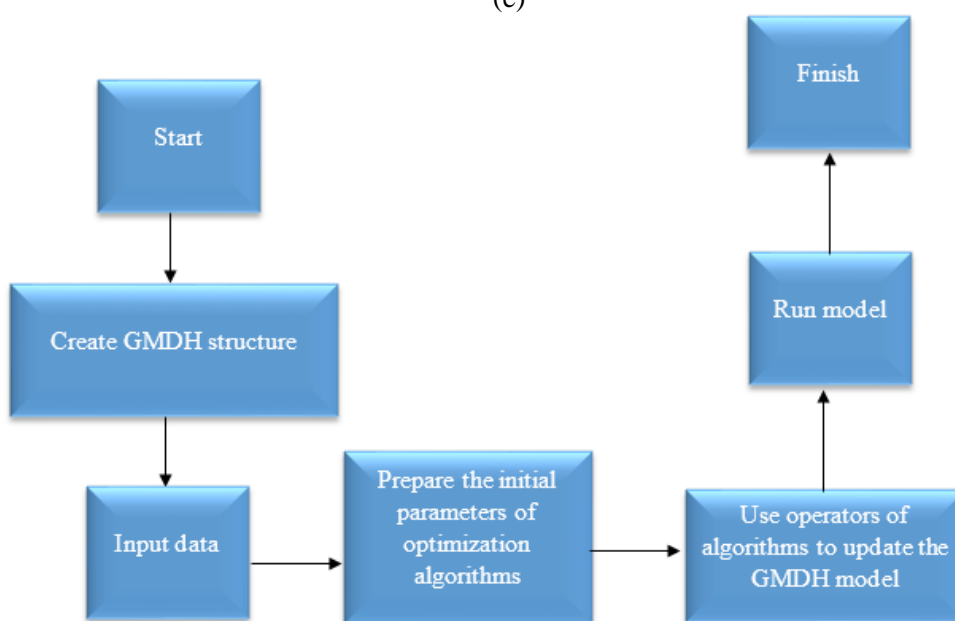 (c)
Start
Create GMDH structure
Input data
Prepare the initial
parameters of
optimization
algorithms
Use operators of
algorithms to update the
GMDH model
Run model
Finish